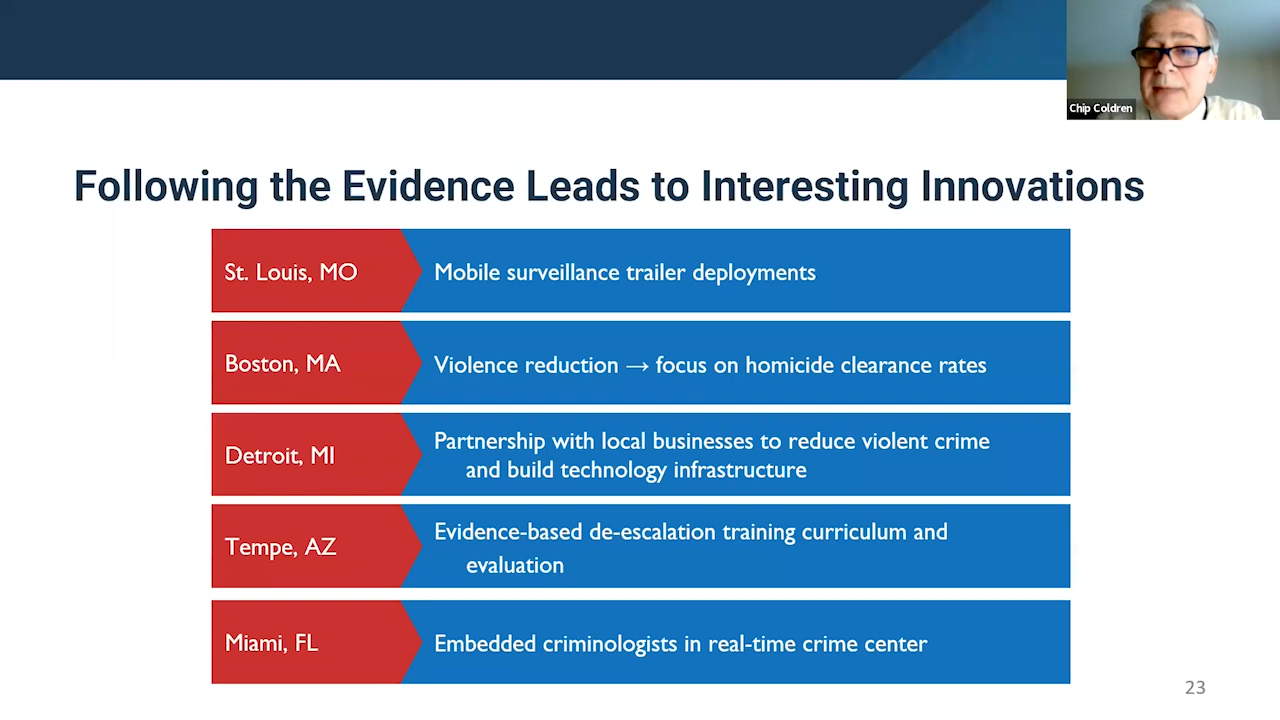 Chip Coldren
Following the Evidence Leads to Interesting Innovations
St. Louis, MO
Mobile surveillance trailer deployments
Boston, MA
Violence reduction → focus on homicide clearance rates
Detroit, MI
Partnership with local businesses to reduce violent crime
and build technology infrastructure
Tempe, AZ
Evidence-based de-escalation training curriculum and
evaluation
Miami, FL
Embedded criminologists in real-time crime center
23